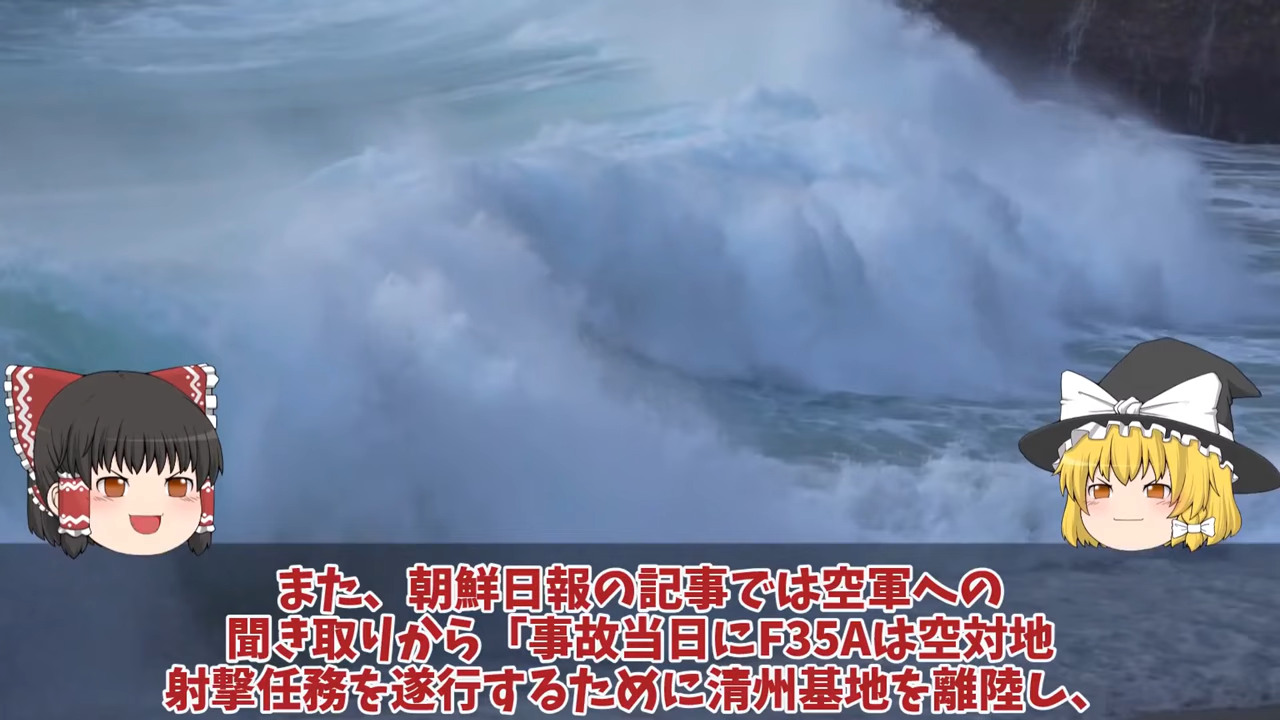 また、朝鮮日報の記事では空軍への
聞き取りから「事故当日にF35Aは空対地
射撃任務を遂行するために清州基地を離陸し、